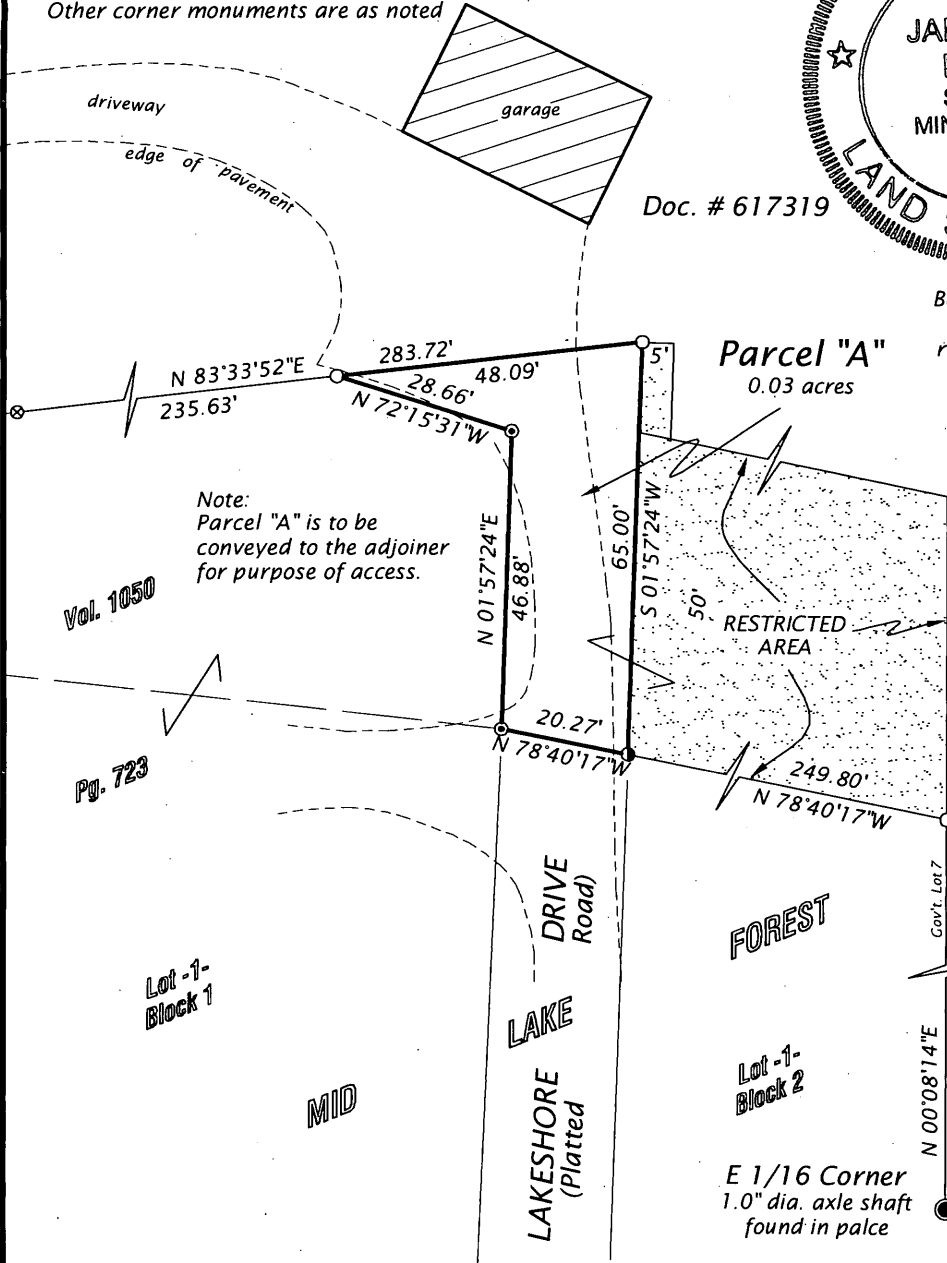 Other corner monuments are as noted
driveway
garage
edge of pavement
LAND
Doc. # 617319
283.72'
5'
Parcel "A"
0.03 acres
N 83°33'52"E
48.09'
235.63'
28.66'
N 72°15'31"W
Note:
Parcel "A" is to be
conveyed to the adjoiner
for purpose of access.
N 01°57'24"E
46.88'
65.00'
S 01°57'24"W
50'
RESTRICTED
AREA
Vol. 1050
20.27'
N 78°40'17"W
Pg. 723
249.80'
N 78°40'17"W
DRIVE
Road)
FOREST
Gov't. Lot 7
Lot -1-
Block 1
LAKE
Lot -1-
Block 2
N 00°08'14"E
MID
LAKESHORE
(Platted
E 1/16 Corner
1.0" dia. axle shaft
found in palce